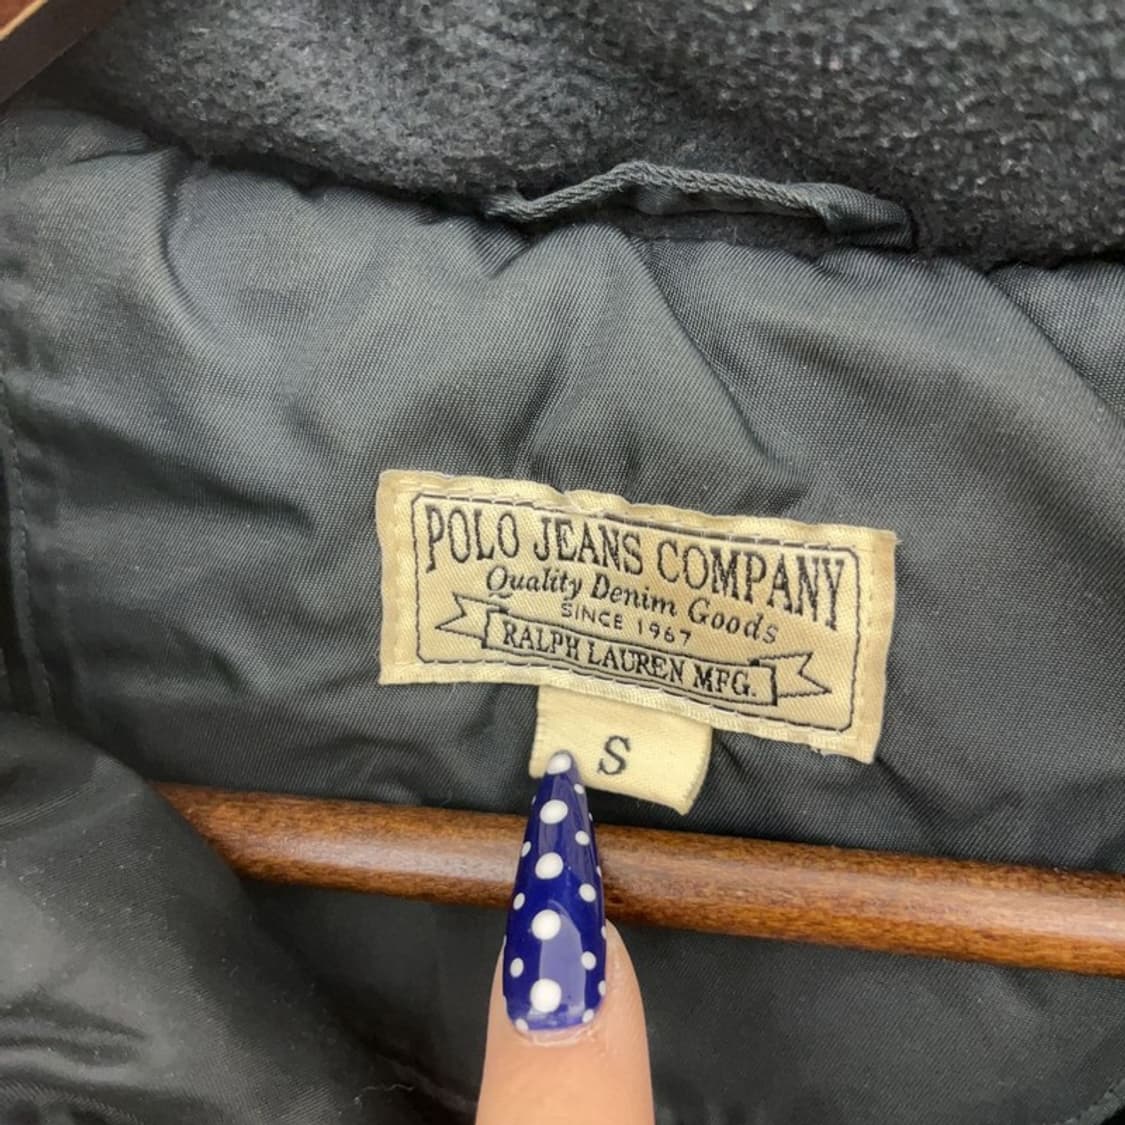 POLO JEANS COMPANY
Quality Denim Goods
SINCE 1967
RALPH LAUREN MFG.
S